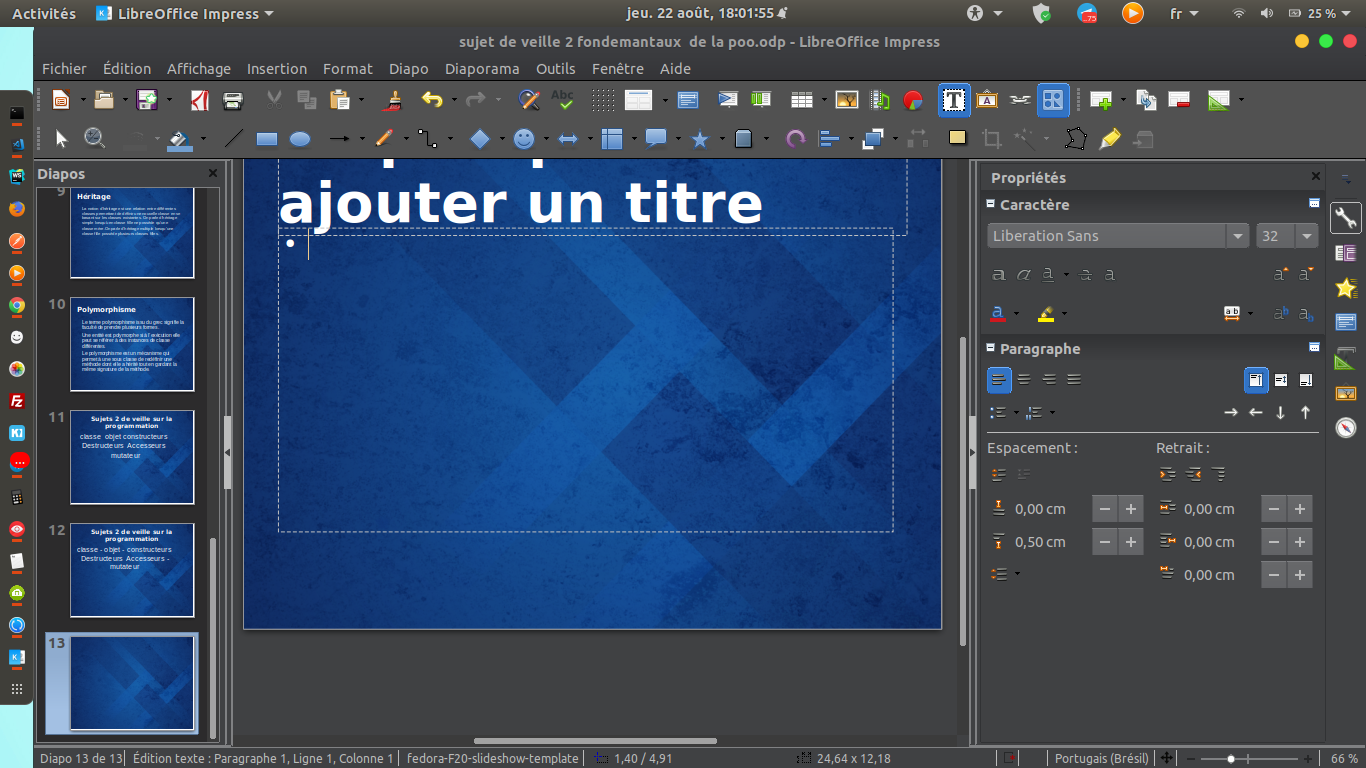 Activités
LibreOffice Impress
jeu. 22 août, 18:01:55
.75
fr
25 %
sujet de veille 2 fondemantaux de la poo.odp - LibreOffice Impress
Fichier Édition Affichage Insertion Format Diapo Diaporama Outils Fenêtre Aide
Abc
Diapos
9
Héritage
10
Polymorphisme
Le terme polymorphisme issu du grec signifie la
faculté de prendre plusieurs formes.
Une entité est polymorphe si à l'exécution elle
peut se référer à des instances de classe
différentes.
Le polymorphisme est un mécanisme qui
permet à une sous classe de redéfinir une
méthode dont elle a hérité tout en gardant la
même signature de la méthode
11
Sujets 2 de veille sur la
programmation
classe objet constructeurs
Destructeurs Accesseurs
mutateur
12
Sujets 2 de veille sur la
programmation
classe - objet - constructeurs
Destructeurs Accesseurs -
mutateur
13
ajouter un titre
•
Propriétés
Caractère
Liberation Sans
32
Paragraphe
Espacement :
Retrait :
0,00 cm
0,00 cm
0,50 cm
0,00 cm
0,00 cm
Diapo 13 de 13
Édition texte : Paragraphe 1, Ligne 1, Colonne 1
fedora-F20-slideshow-template
1,40 / 4,91
24,64 x 12,18
Portugais (Brésil)
66 %